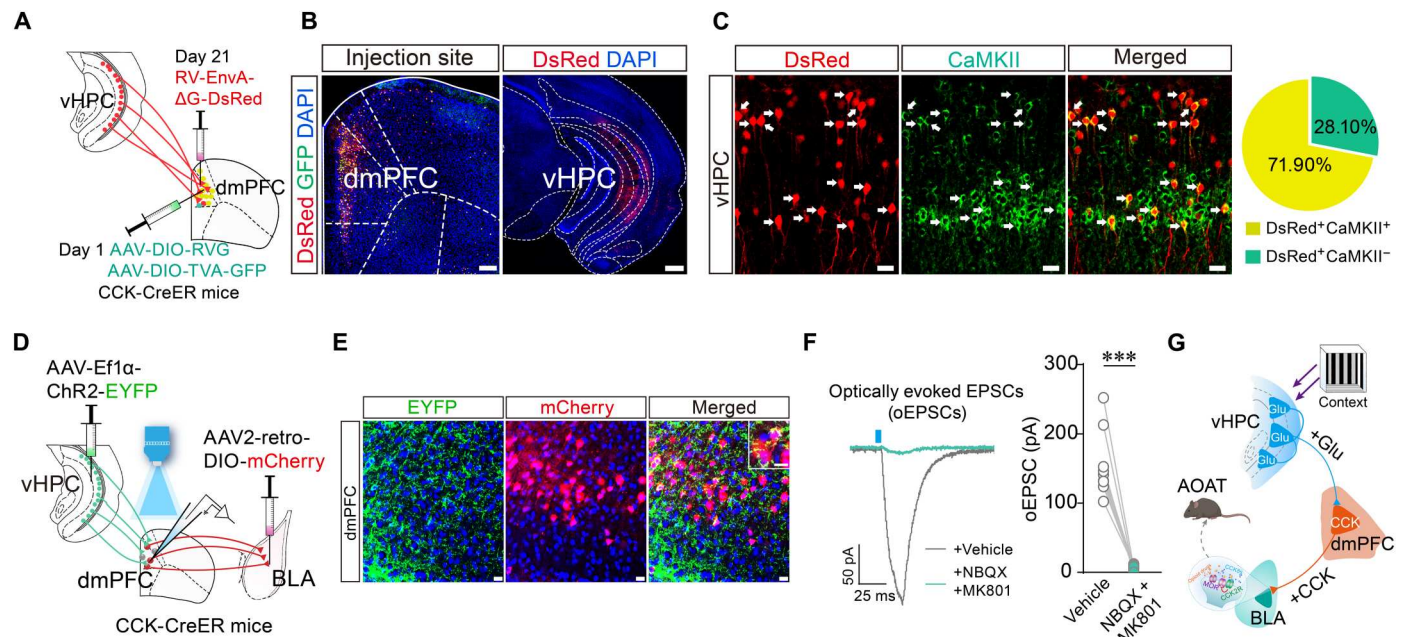 A
Day 21
RV-EnvA-
ΔG-DsRed
vHPC
dmPFC
Day 1 AAV-DIO-RVG
AAV-DIO-TVA-GFP
CCK-CreER mice
B
Injection site
DsRed DAPI
DsRed GFP DAPI
dmPFC
vHPC
C
DsRed
CaMKII
Merged
vHPC
28.10%
71.90%
DsRed⁺CaMKII⁺
DsRed⁺CaMKII⁻
D
AAV-Ef1α-
ChR2-EYFP
AAV2-retro-
DIO-mCherry
vHPC
dmPFC
BLA
CCK-CreER mice
E
EYFP
mCherry
Merged
dmPFC
F
Optically evoked EPSCs
(oEPSCs)
50 pA
25 ms
+Vehicle
+NBQX
+MK801
oEPSC (pA)
300
200
100
0
***
Vehicle
NBQX +
MK801
G
Context
vHPC
Glu
Glu
Glu
+Glu
AOAT
CCK
dmPFC
+CCK
MOR
CCK2R
BLA